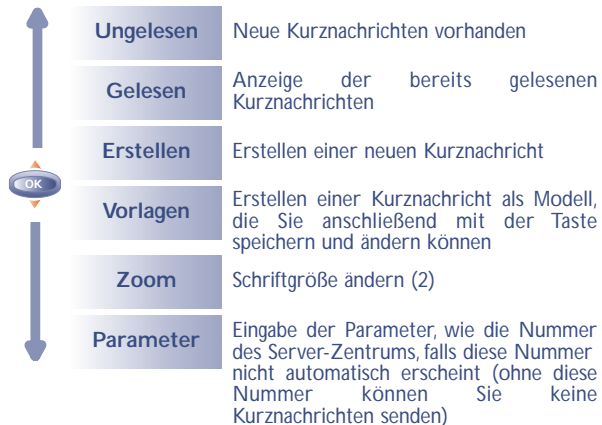 Ungelesen
Neue Kurznachrichten vorhanden
Gelesen
Anzeige der bereits gelesenen
Kurznachrichten
Erstellen
Erstellen einer neuen Kurznachricht
OK
Vorlagen
Erstellen einer Kurznachricht als Modell,
die Sie anschließend mit der Taste
speichern und ändern können
Zoom
Schriftgröße ändern (2)
Parameter
Eingabe der Parameter, wie die Nummer
des Server-Zentrums, falls diese Nummer
nicht automatisch erscheint (ohne diese
Nummer können Sie keine
Kurznachrichten senden)